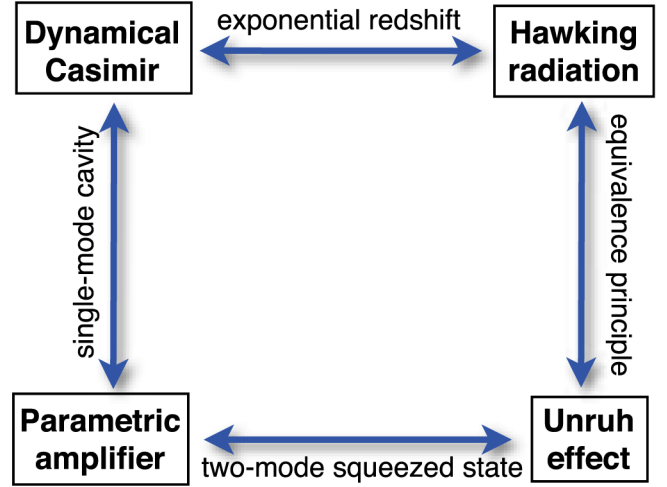 Dynamical
Casimir
exponential redshift
Hawking
radiation
single-mode cavity
equivalence principle
Parametric
amplifier
two-mode squeezed state
Unruh
effect